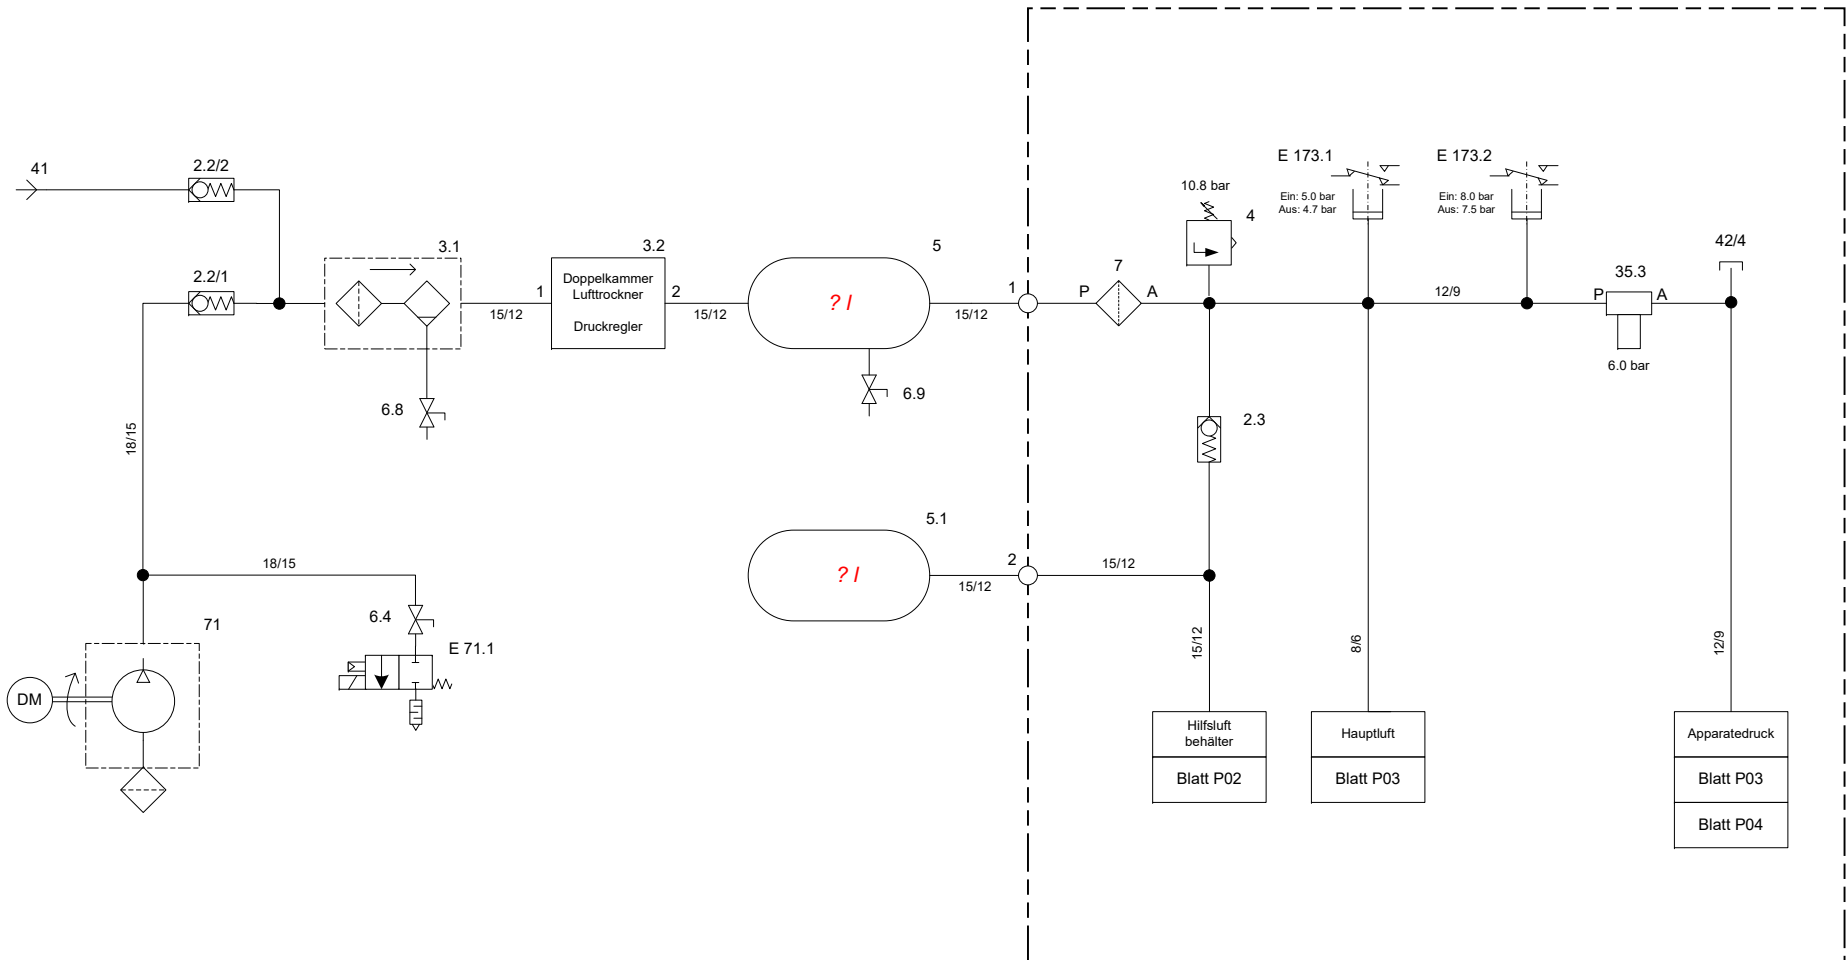 41
2.2/2
2.2/1
3.1
6.8
18/15
18/15
71
DM
6.4
E 71.1
15/12
1
3.2
Doppelkammer
Lufttrockner
Druckregler
2
15/12
5
? l
6.9
15/12
1
5.1
? l
15/12
2
15/12
P
7
A
10.8 bar
4
2.3
E 173.1
Ein: 5.0 bar
Aus: 4.7 bar
E 173.2
Ein: 8.0 bar
Aus: 7.5 bar
12/9
35.3
P
A
6.0 bar
42/4
15/12
8/6
12/9
Hilfsluft
behälter
Blatt P02
Hauptluft
Blatt P03
Apparatedruck
Blatt P03
Blatt P04